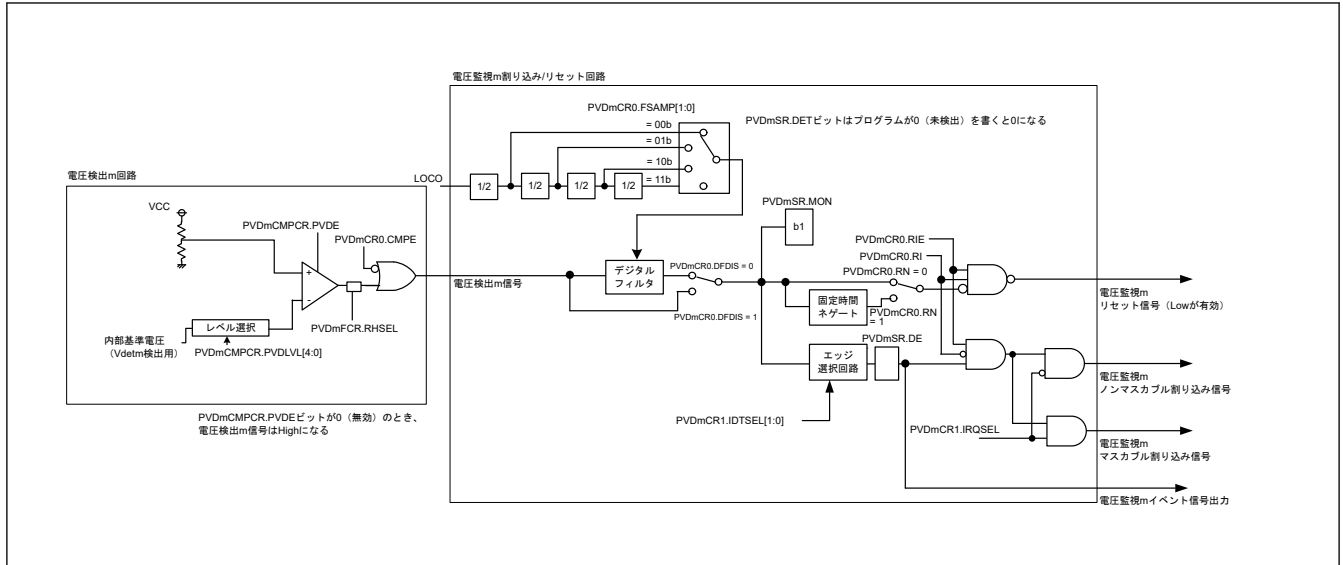 電圧監視m割り込み/リセット回路
PVDmCR0.FSAMP[1:0]
PVDmSR.DETビットはプログラムが0（未検出）を書くと0になる
= 00b
= 01b
= 10b
= 11b
LOCO
1/2
1/2
1/2
1/2
電圧検出m回路
VCC
PVDmCMPCR.PVDE
PVDmCR0.CMPE
+
-
PVDmFCR.RHSEL
レベル選択
内部基準電圧
（Vdetm検出用）
PVDmCMPCR.PVDLVL[4:0]
PVDmCMPCR.PVDEビットが0（無効）のとき、
電圧検出m信号はHighになる
電圧検出m信号
デジタル
フィルタ
PVDmCR0.DFDIS = 0
PVDmCR0.DFDIS = 1
PVDmSR.MON
b1
PVDmCR0.RIE
PVDmCR0.RI
PVDmCR0.RN = 0
固定時間
ネゲート
PVDmCR0.RN
= 1
電圧監視m
リセット信号（Lowが有効）
エッジ
選択回路
PVDmSR.DE
PVDmCR1.IDTSEL[1:0]
電圧監視m
ノンマスカブル割り込み信号
PVDmCR1.IRQSEL
電圧監視m
マスカブル割り込み信号
電圧監視mイベント信号出力